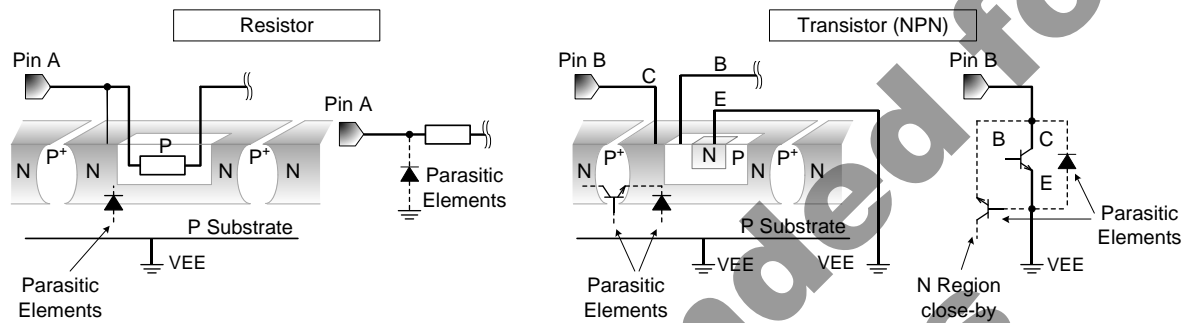 Resistor
Pin A
P
N
P+
N
N
P+
N
P Substrate
VEE
Parasitic
Elements
Pin A
Parasitic
Elements
Transistor (NPN)
Pin B
C
B
E
N
P+
N
N
P
P+
N
P Substrate
VEE
VEE
Parasitic
Elements
Pin B
B
C
E
Parasitic
Elements
VEE
N Region
close-by